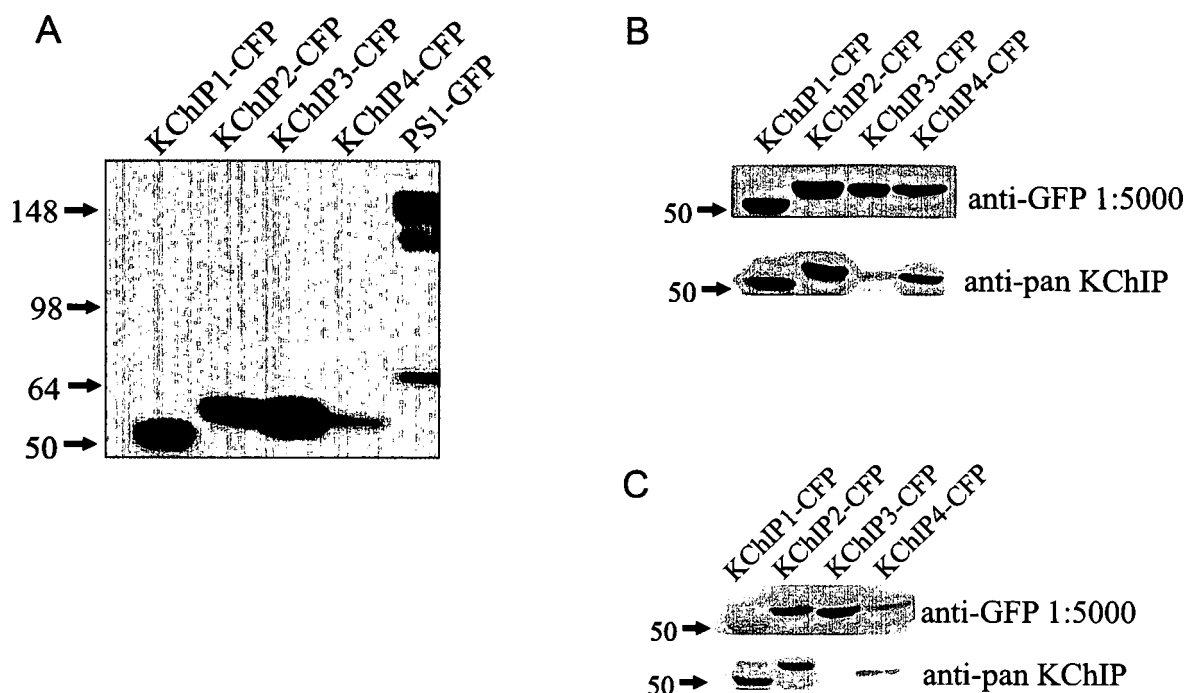 A
KChIP1-CFP
KChIP2-CFP
KChIP3-CFP
KChIP4-CFP
PS1-GFP
148
98
64
50
B
KChIP1-CFP
KChIP2-CFP
KChIP3-CFP
KChIP4-CFP
50
anti-GFP 1:5000
50
anti-pan KChIP
C
KChIP1-CFP
KChIP2-CFP
KChIP3-CFP
KChIP4-CFP
50
anti-GFP 1:5000
50
anti-pan KChIP